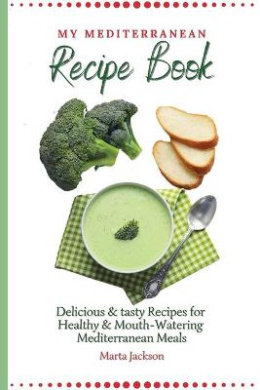 MY MEDITERRANEAN
Recipe Book
Delicious & tasty Recipes for
Healthy & Mouth-Watering
Mediterranean Meals
Marta Jackson